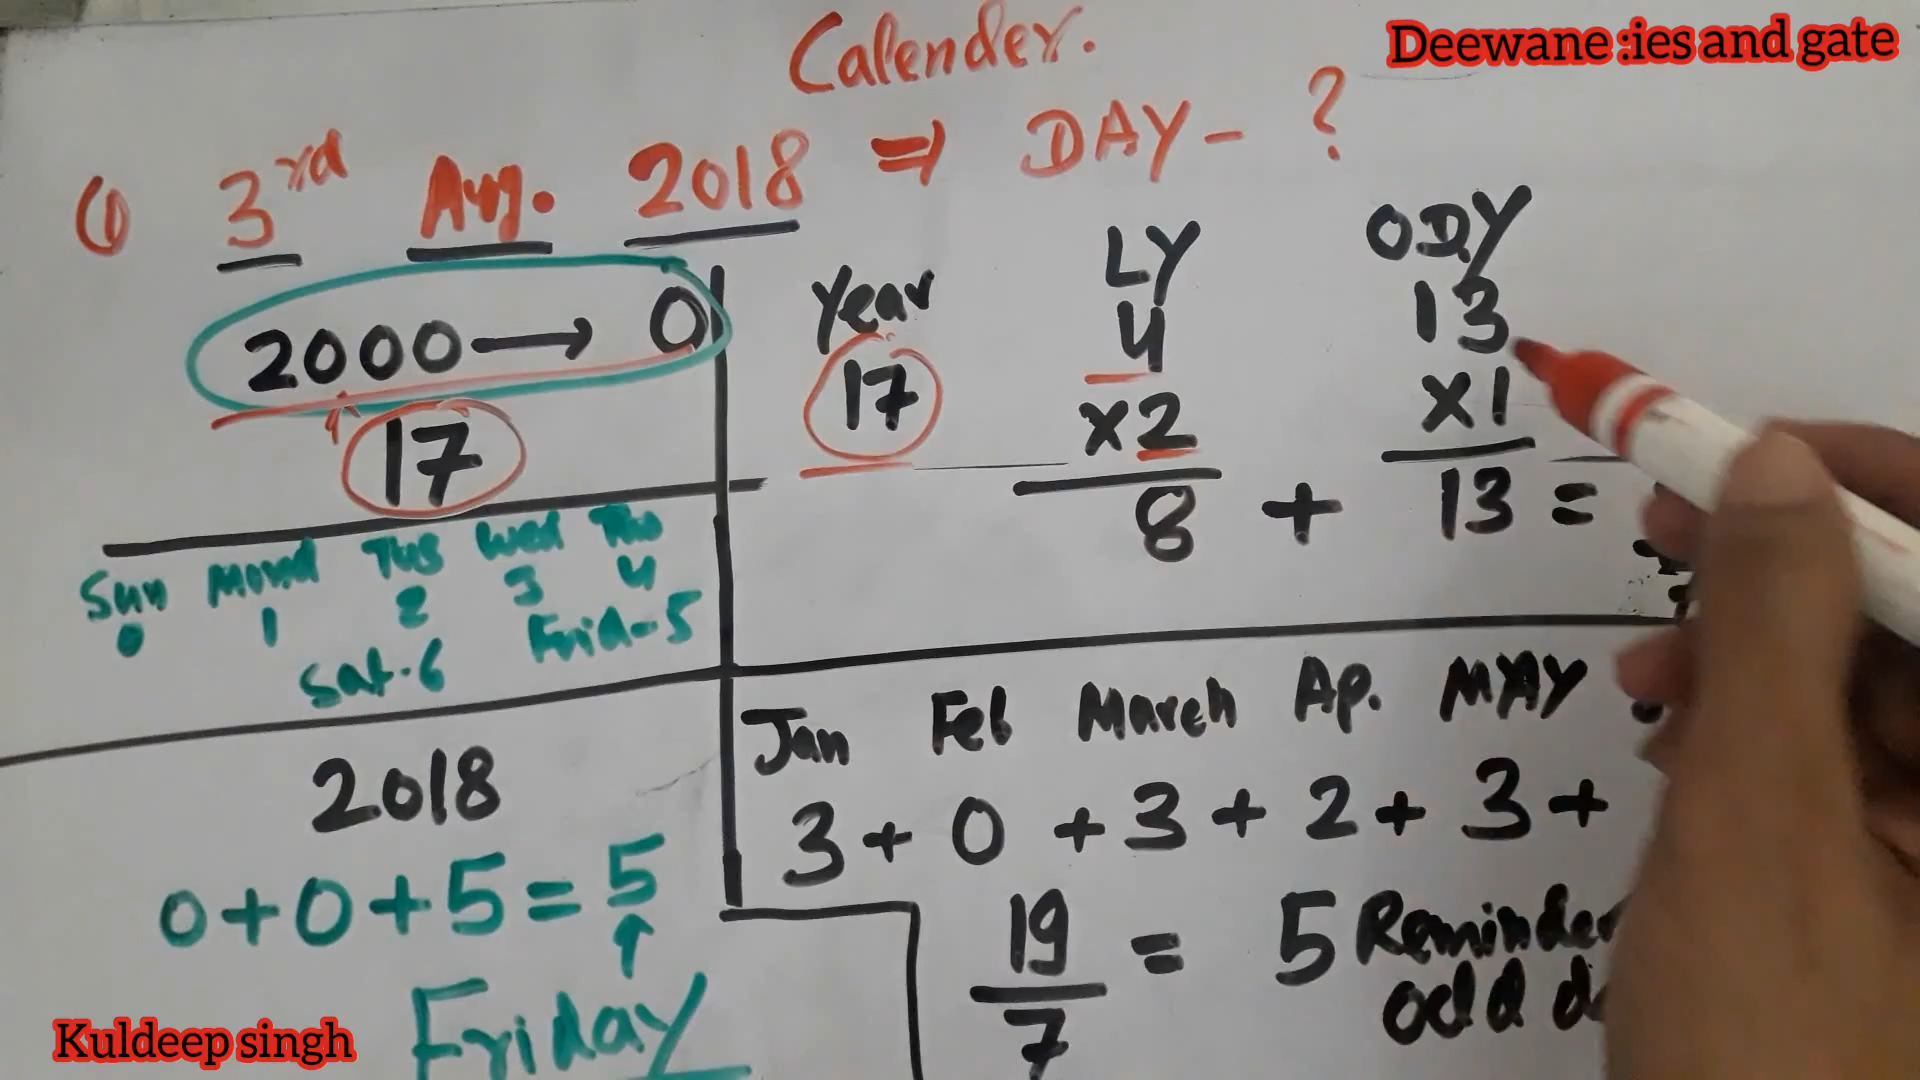 Calender.
Deewane :ies and gate
(1) 3rd Aug. 2018 ⇒ DAY - ?
2000 → 0
17
Year
17
LY
4
×2
8 +
ODY
13
×1
13 =
Sun Mond Tus Wed Thu
0 1 2 3 4
Sat-6 Frid-5
Jan Feb March Ap. MAY
3 + 0 + 3 + 2 + 3 +
19
7
= 5 Reminder
odd
2018
0+0+5=5
↑
Friday
Kuldeep singh